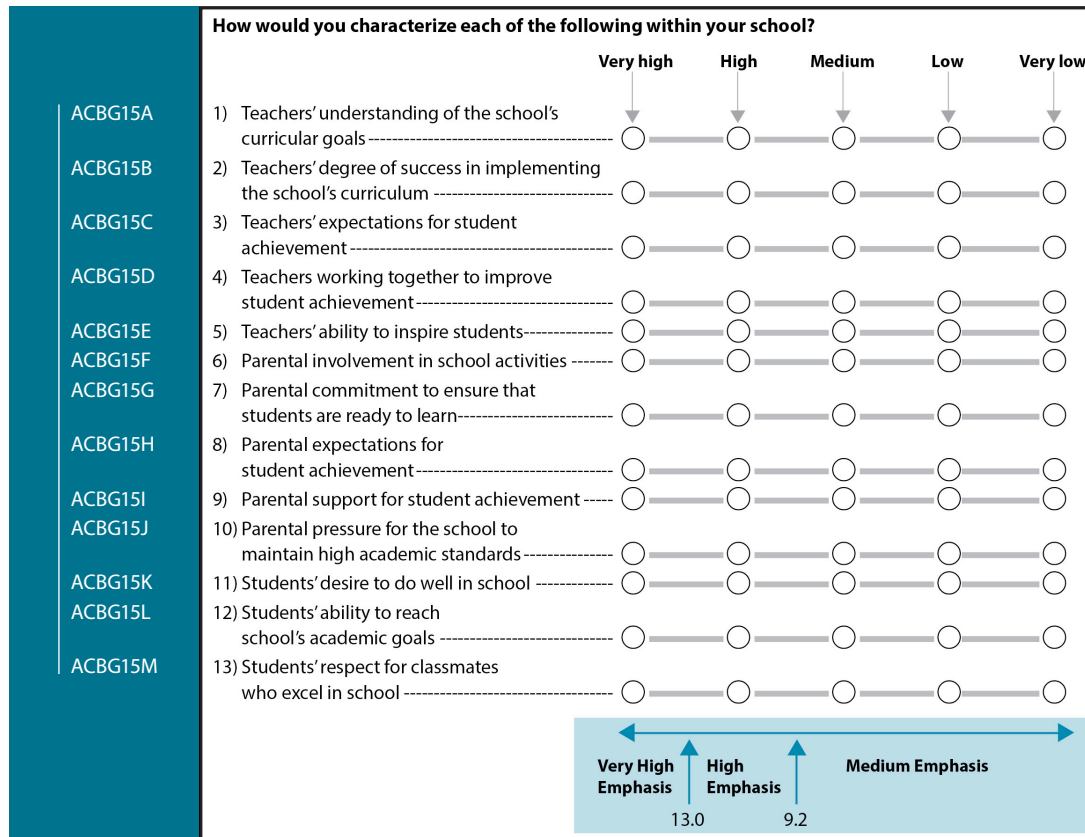 How would you characterize each of the following within your school?
Very high High Medium Low Very low
ACBG15A 1) Teachers’ understanding of the school’s
curricular goals
ACBG15B 2) Teachers’ degree of success in implementing
the school’s curriculum
ACBG15C 3) Teachers’ expectations for student
achievement
ACBG15D 4) Teachers working together to improve
student achievement
ACBG15E 5) Teachers’ ability to inspire students
ACBG15F 6) Parental involvement in school activities
ACBG15G 7) Parental commitment to ensure that
students are ready to learn
ACBG15H 8) Parental expectations for
student achievement
ACBG15I 9) Parental support for student achievement
ACBG15J 10) Parental pressure for the school to
maintain high academic standards
ACBG15K 11) Students’ desire to do well in school
ACBG15L 12) Students’ ability to reach
school’s academic goals
ACBG15M 13) Students’ respect for classmates
who excel in school
Very High High Medium Emphasis
Emphasis Emphasis
13.0 9.2